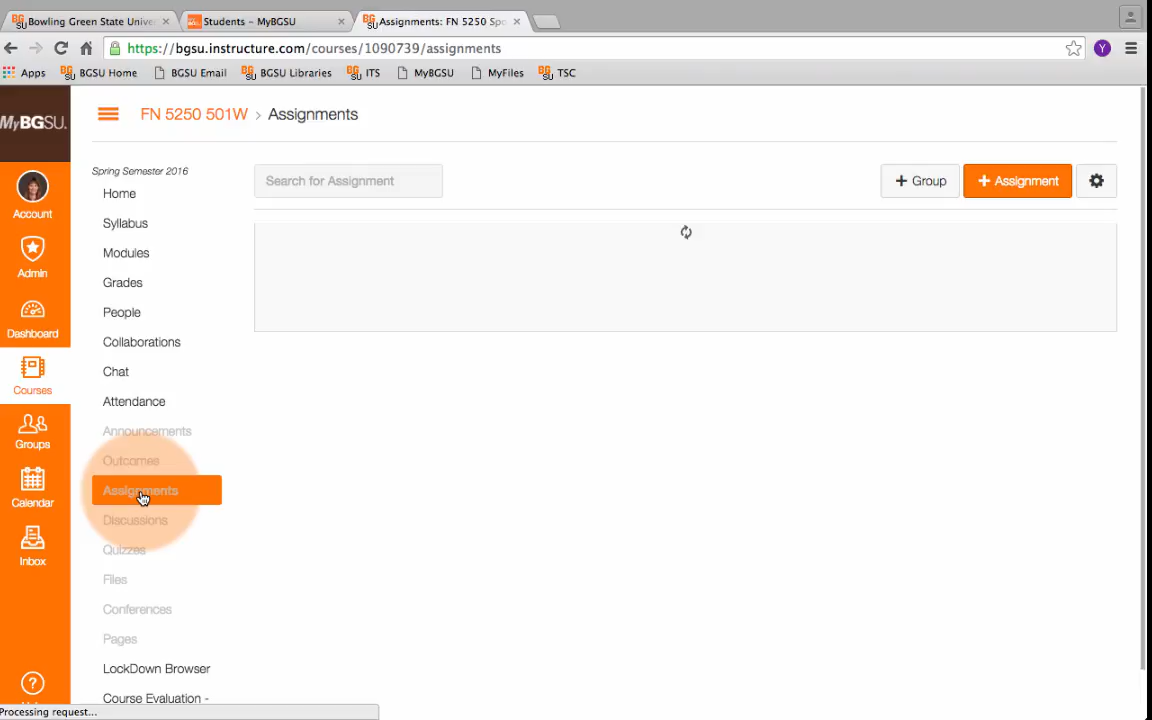 Bowling Green State Unive
Students – MyBGSU
Assignments: FN 5250 Spo
https://bgsu.instructure.com/courses/1090739/assignments
Y
Apps
BGSU Home
BGSU Email
BGSU Libraries
ITS
MyBGSU
MyFiles
TSC
MyBGSU.
FN 5250 501W > Assignments
Spring Semester 2016
Search for Assignment
+ Group
+ Assignment
Account
Admin
Dashboard
Courses
Groups
Calendar
Inbox
Home
Syllabus
Modules
Grades
People
Collaborations
Chat
Attendance
Announcements
Outcomes
Assignments
Discussions
Quizzes
Files
Conferences
Pages
LockDown Browser
Course Evaluation -
Processing request...